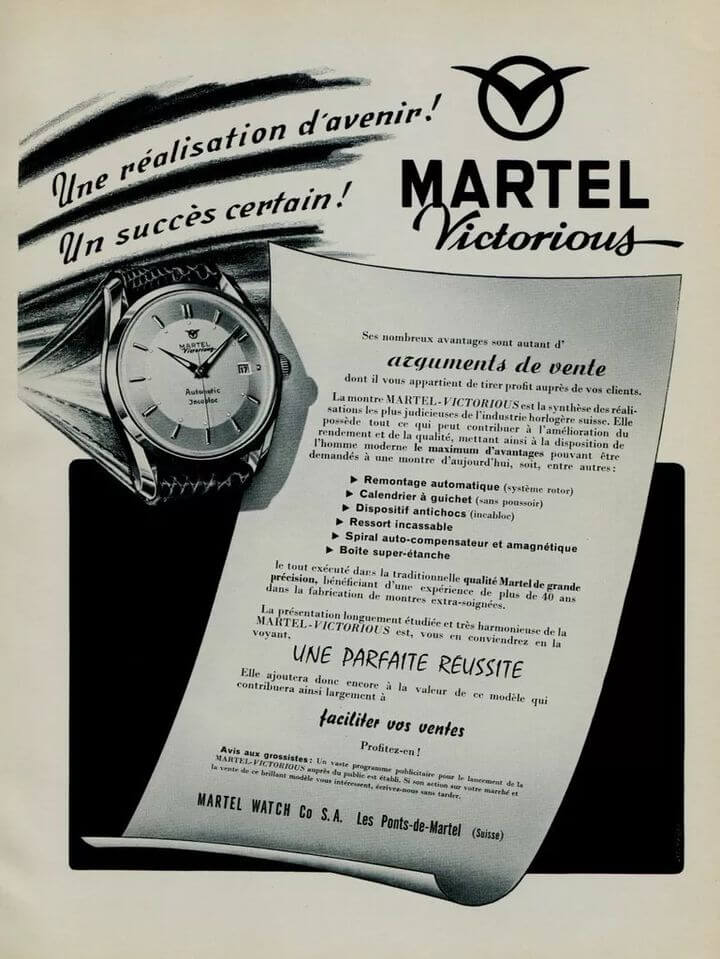 Une réalisation d'avenir!
Un succès certain!
MARTEL
Victorious
MARTEL
Victorious
Automatic
Incabloc
17
Ses nombreux avantages sont autant d'
arguments de vente
dont il vous appartient de tirer profit auprès de vos clients.
La montre MARTEL-VICTORIOUS est la synthèse des réali-
sations les plus judicieuses de l'industrie horlogère suisse. Elle
possède tout ce qui peut contribuer à l'amélioration du
rendement et de la qualité, mettant ainsi à la disposition de
l'homme moderne le maximum d'avantages pouvant être
demandés à une montre d'aujourd'hui, soit, entre autres:
▶ Remontage automatique (système rotor)
▶ Calendrier à guichet (sans poussoir)
▶ Dispositif antichocs (incabloc)
▶ Ressort incassable
▶ Spiral auto-compensateur et amagnétique
▶ Boîte super-étanche
le tout exécuté dans la traditionnelle qualité Martel de grande
précision, bénéficiant d'une expérience de plus de 40 ans
dans la fabrication de montres extra-soignées.
La présentation longuement étudiée et très harmonieuse de la
MARTEL-VICTORIOUS est, vous en conviendrez en la
voyant,
UNE PARFAITE RÉUSSITE
Elle ajoutera donc encore à la valeur de ce modèle qui
contribuera ainsi largement à
faciliter vos ventes
Profitez-en!
Avis aux grossistes: Un vaste programme publicitaire pour le lancement de la
MARTEL-VICTORIOUS auprès du public est établi. Si son action sur votre marché et
la vente de ce brillant modèle vous intéressent, écrivez-nous sans tarder.
MARTEL WATCH Co S.A. Les Ponts-de-Martel (Suisse)